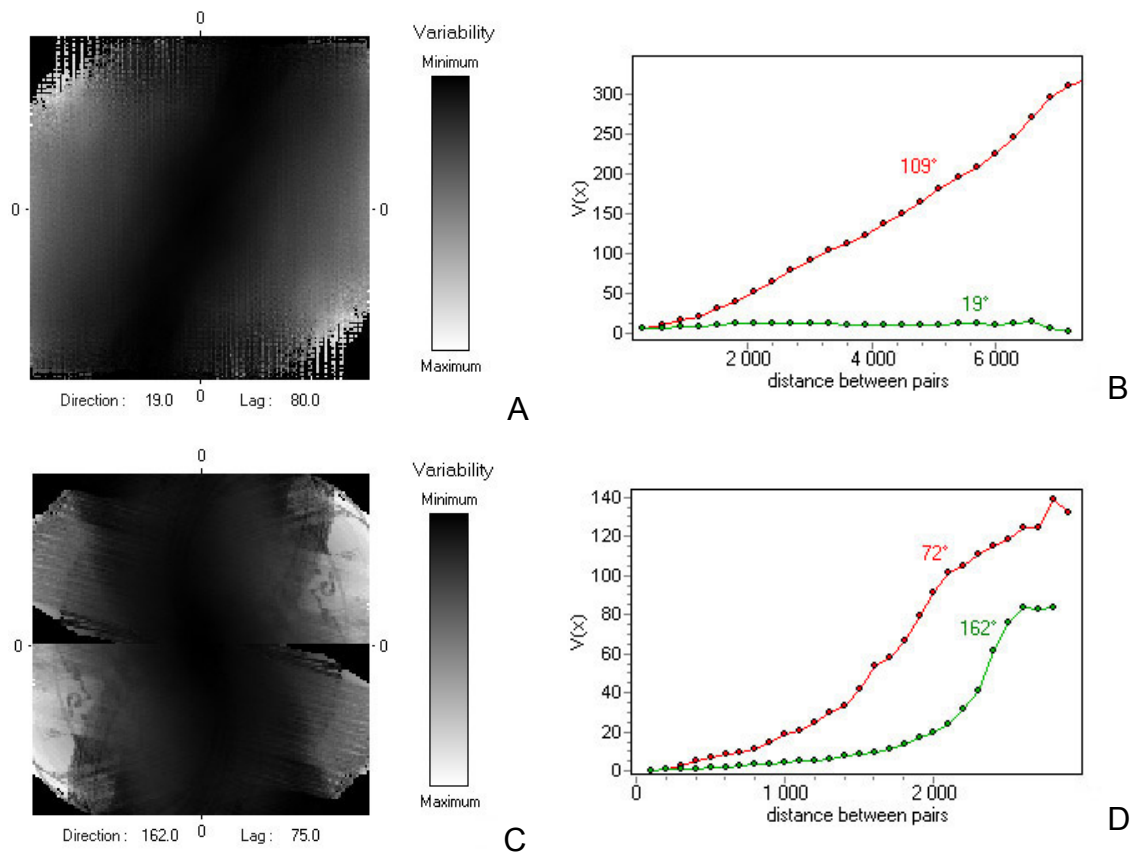 0
Variability
Minimum
0
0
Maximum
Direction : 19.0 0 Lag : 80.0
A
300
250
200
150
100
50
0
V(x)
109°
19°
2 000 4 000 6 000
distance between pairs
B
0
Variability
Minimum
0
0
Maximum
Direction : 162.0 0 Lag : 75.0
C
140
120
100
80
60
40
20
0
V(x)
72°
162°
0 1 000 2 000
distance between pairs
D